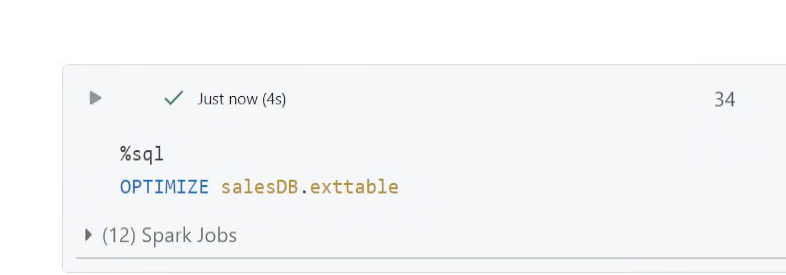 Just now (4s)
34
%sql
OPTIMIZE salesDB.exttable
(12) Spark Jobs